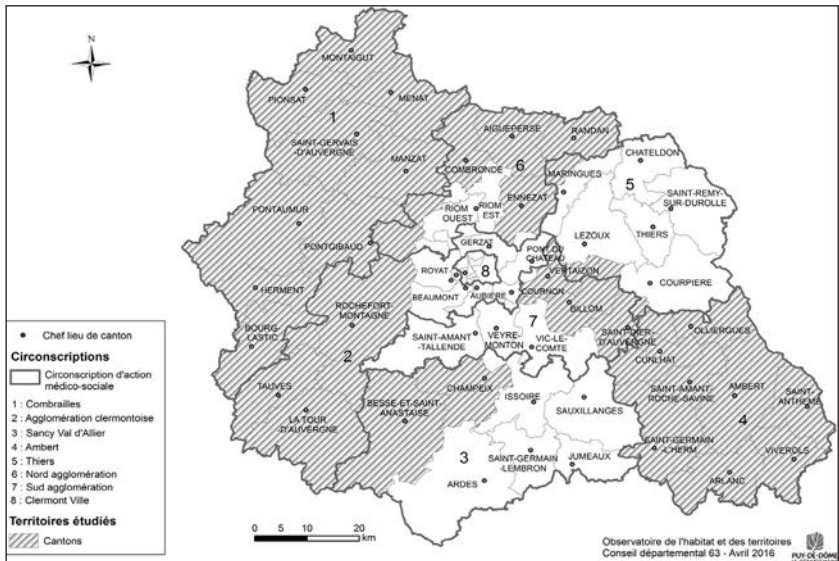 N
MONTAIGUT
PIONSAT
MENAT
1
SAINT-GERVAIS
-D'AUVERGNE
MANZAT
AIGUEPERSE
RANDAN
COMBRONDE
6
MARINGUES
CHATELDON
5
SAINT-REMY-
SUR-DUROLLE
ENNEZAT
RIOM
OUEST
RIOM
EST
PONTAUMUR
PONTGIBAUD
GERZAT
LEZOUX
THIERS
PONT-DU
CHATEAU
VERTAIZON
ROYAT
8
COURPIERE
HERMENT
ROCHEFORT-
MONTAGNE
BEAUMONT
AUBIERE
COURNON
BILLOM
BOURG
LASTIC
2
SAINT-AMANT
-TALLENDE
VEYRE-
MONTON
7
VIC-LE-
COMTE
SAINT-DIER-
D'AUVERGNE
OLLIERGUES
CUNLHAT
TAUVES
LA TOUR
D'AUVERGNE
BESSE-ET-SAINT-
ANASTAISE
CHAMPEIX
ISSOIRE
SAUXILLANGES
SAINT-AMANT-
ROCHE-SAVINE
AMBERT
SAINT-
ANTHEME
4
3
SAINT-GERMAIN
-LEMBRON
JUMEAUX
SAINT-GERMAIN
-L'HERM
VIVEROLS
ARDES
ARLANC
Chef lieu de canton
Circonscriptions
Circonscription d'action
médico-sociale
1 : Combrailles
2 : Agglomération clermontoise
3 : Sancy Val d'Allier
4 : Ambert
5 : Thiers
6 : Nord agglomération
7 : Sud agglomération
8 : Clermont Ville
Territoires étudiés
Cantons
0 10 20
km
Observatoire de l'habitat et des territoires
Conseil départemental 63 - Avril 2016
PUY-DE-DÔME